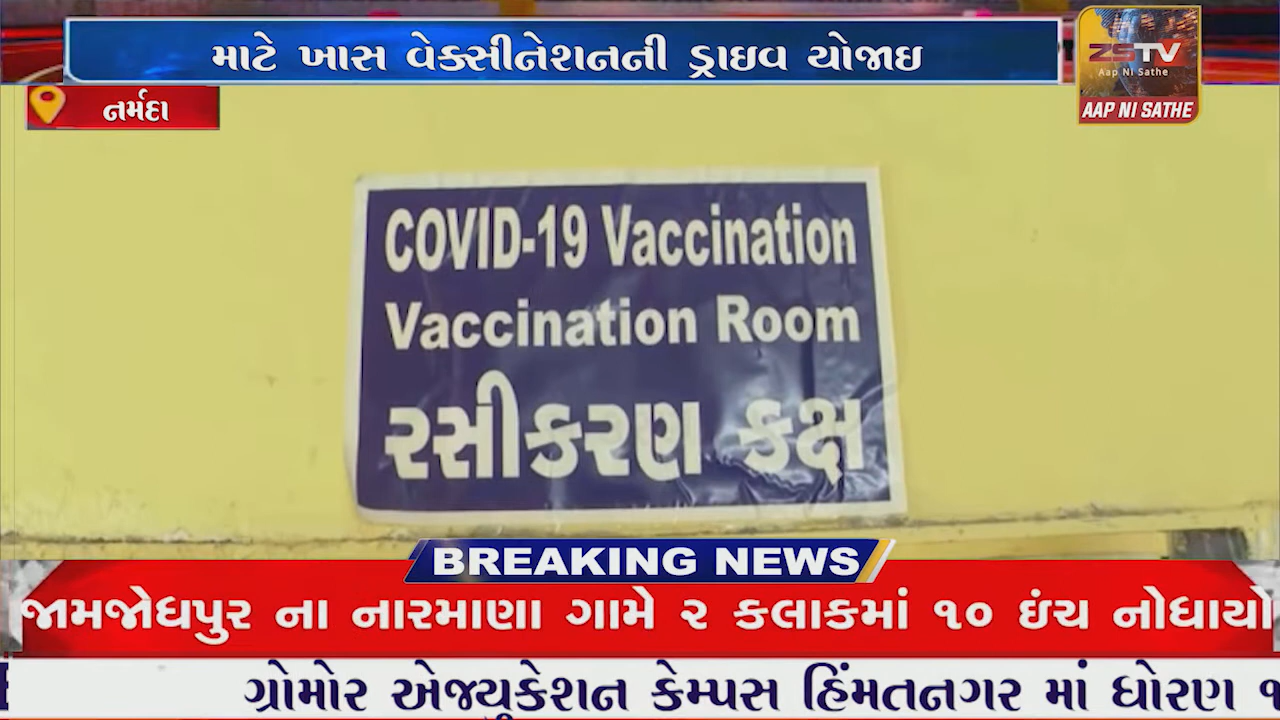 માટે ખાસ વેક્સીનેશનની ડ્રાઇવ યોજાઇ
ZSTV
Aap Ni Sathe
AAP NI SATHE
નર્મદા
COVID-19 Vaccination
Vaccination Room
રસીકરણ કક્ષ
BREAKING NEWS
જામજોધપુર ના નારમાણા ગામે ૨ કલાકમાં ૧૦ ઇંચ નોધાયો
ગ્રોમોર એજ્યુકેશન કેમ્પસ હિંમતનગર માં ધોરણ